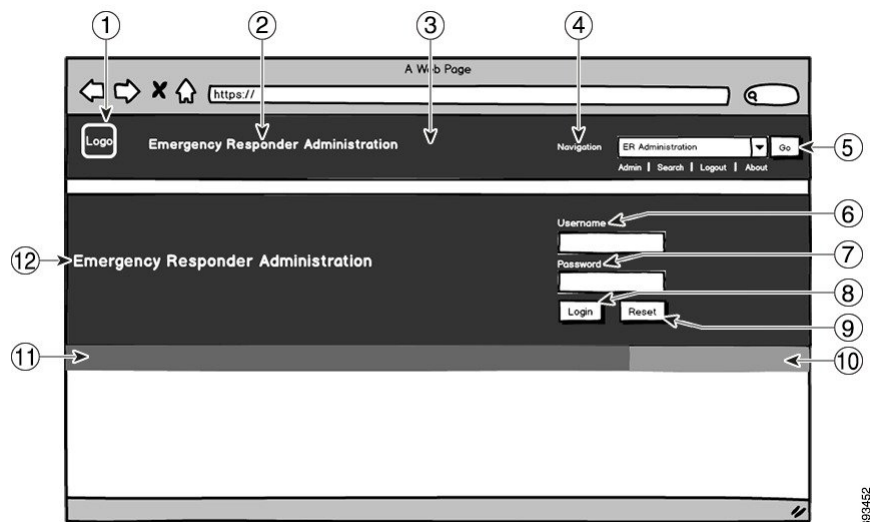 1 2 3 4
A Web Page
https://
Logo
Emergency Responder Administration
Navigation
ER Administration
Go
5
Admin | Search | Logout | About
Username
6
12
Emergency Responder Administration
Password
7
8
Login
Reset
9
11
10